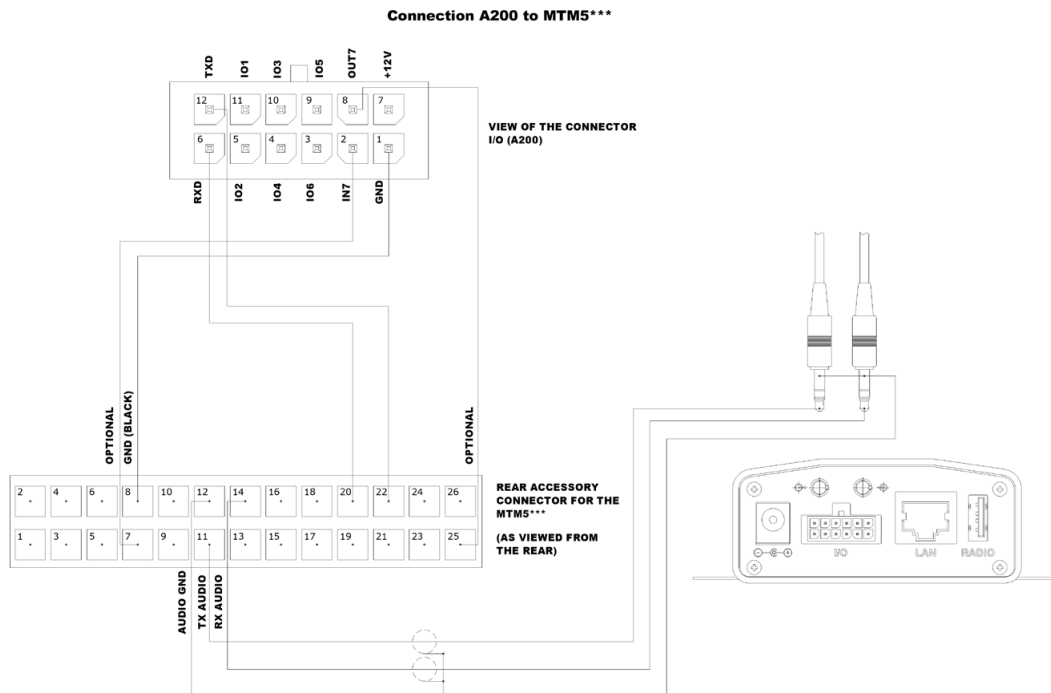 Connection A200 to MTM5***
TXD
IO1
IO3
IO5
OUT7
+12V
12 11 10 9 8 7
6 5 4 3 2 1
RXD
IO2
IO4
IO6
IN7
GND
VIEW OF THE CONNECTOR
I/O (A200)
OPTIONAL
GND (BLACK)
OPTIONAL
2 4 6 8 10 12 14 16 18 20 22 24 26
1 3 5 7 9 11 13 15 17 19 21 23 25
REAR ACCESSORY
CONNECTOR FOR THE
MTM5***
(AS VIEWED FROM
THE REAR)
AUDIO GND
TX AUDIO
RX AUDIO
I/O
LAN
RADIO